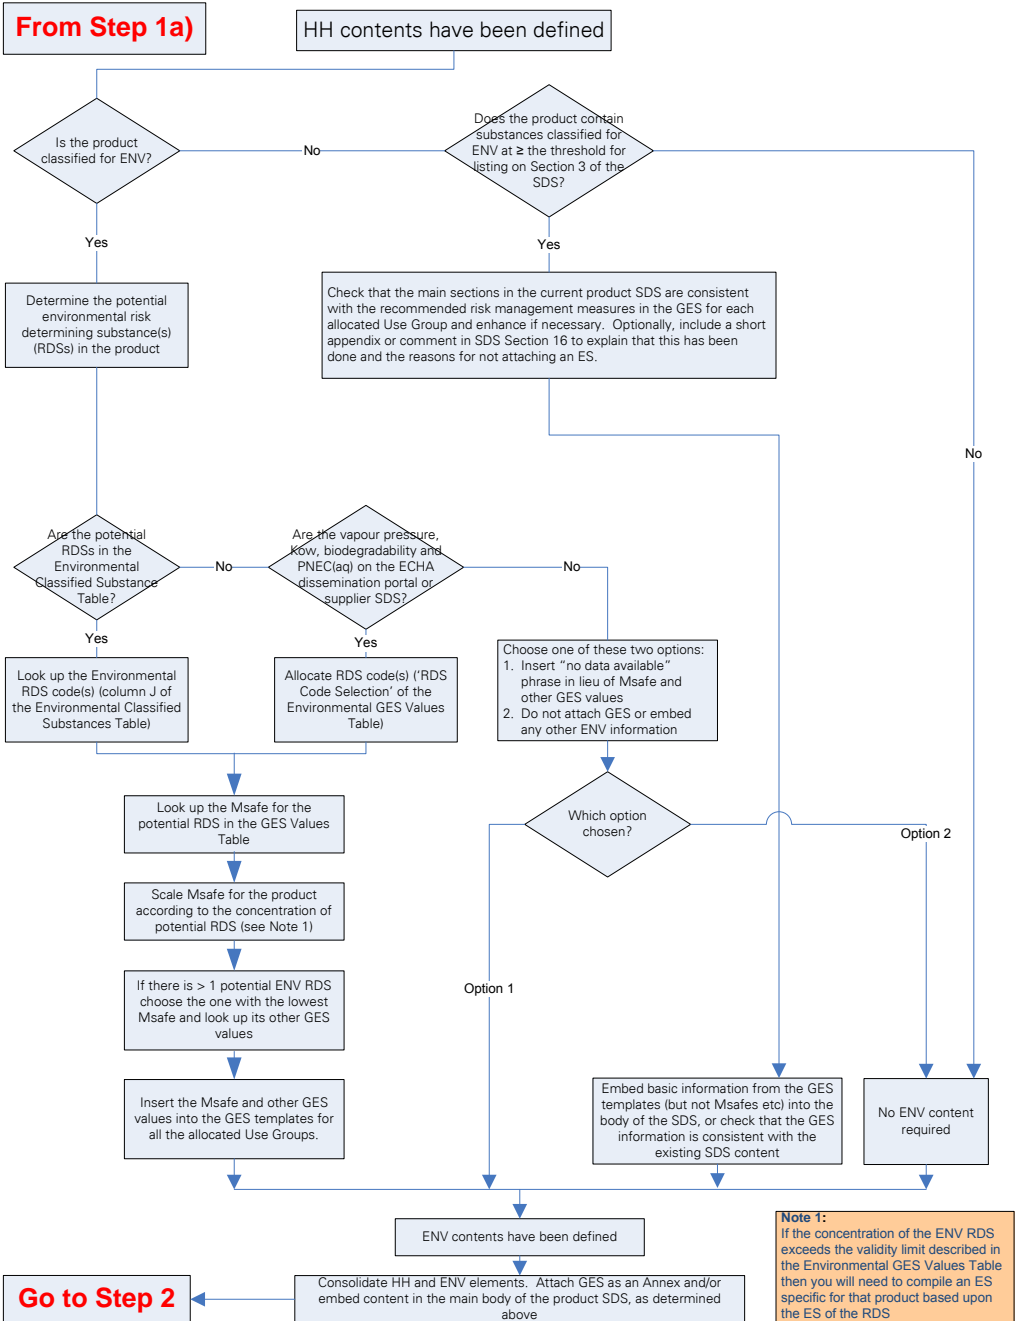 From Step 1a)
HH contents have been defined
Is the product
classified for ENV?
No
Does the product contain
substances classified for
ENV at ≥ the threshold for
listing on Section 3 of the
SDS?
No
Yes
Yes
Determine the potential
environmental risk
determining substance(s)
(RDSs) in the product
Check that the main sections in the current product SDS are consistent
with the recommended risk management measures in the GES for each
allocated Use Group and enhance if necessary. Optionally, include a short
appendix or comment in SDS Section 16 to explain that this has been
done and the reasons for not attaching an ES.
Are the potential
RDSs in the
Environmental
Classified Substance
Table?
No
Are the vapour pressure,
Kow, biodegradability and
PNEC(aq) on the ECHA
dissemination portal or
supplier SDS?
No
Yes
Yes
Look up the Environmental
RDS code(s) (column J of
the Environmental Classified
Substances Table)
Allocate RDS code(s) (‘RDS
Code Selection’ of the
Environmental GES Values
Table)
Choose one of these two options:
1. Insert “no data available”
phrase in lieu of Msafe and
other GES values
2. Do not attach GES or embed
any other ENV information
Look up the Msafe for the
potential RDS in the GES Values
Table
Which option
chosen?
Option 2
Scale Msafe for the product
according to the concentration of
potential RDS (see Note 1)
Option 1
If there is > 1 potential ENV RDS
choose the one with the lowest
Msafe and look up its other GES
values
Insert the Msafe and other GES
values into the GES templates for
all the allocated Use Groups.
Embed basic information from the GES
templates (but not Msafes etc) into the
body of the SDS, or check that the GES
information is consistent with the
existing SDS content
No ENV content
required
ENV contents have been defined
Note 1:
If the concentration of the ENV RDS
exceeds the validity limit described in
the Environmental GES Values Table
then you will need to compile an ES
specific for that product based upon
the ES of the RDS
Go to Step 2
Consolidate HH and ENV elements. Attach GES as an Annex and/or
embed content in the main body of the product SDS, as determined
above